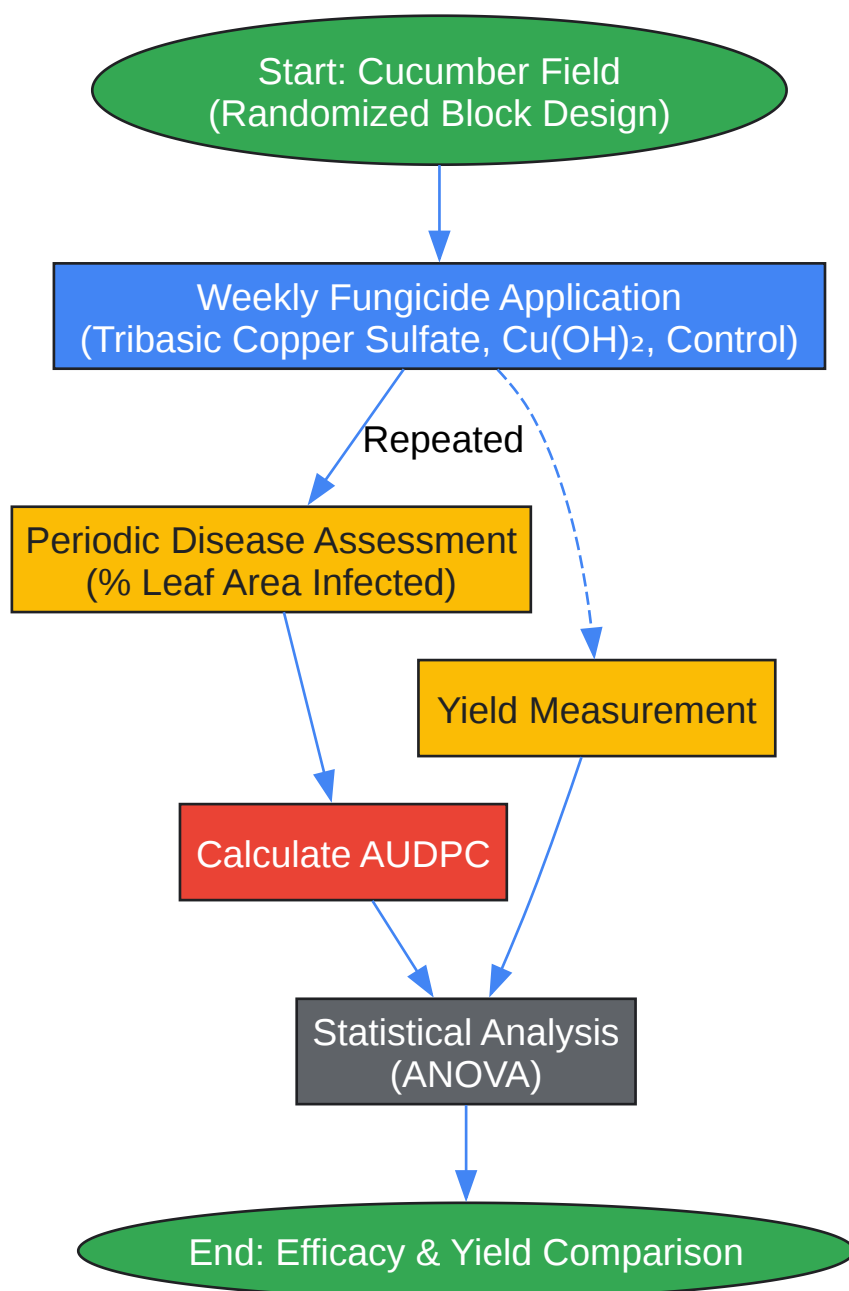 Start: Cucumber Field
(Randomized Block Design)
Weekly Fungicide Application
(Tribasic Copper Sulfate, Cu(OH)₂, Control)
Repeated
Periodic Disease Assessment
(% Leaf Area Infected)
Yield Measurement
Calculate AUDPC
Statistical Analysis
(ANOVA)
End: Efficacy & Yield Comparison